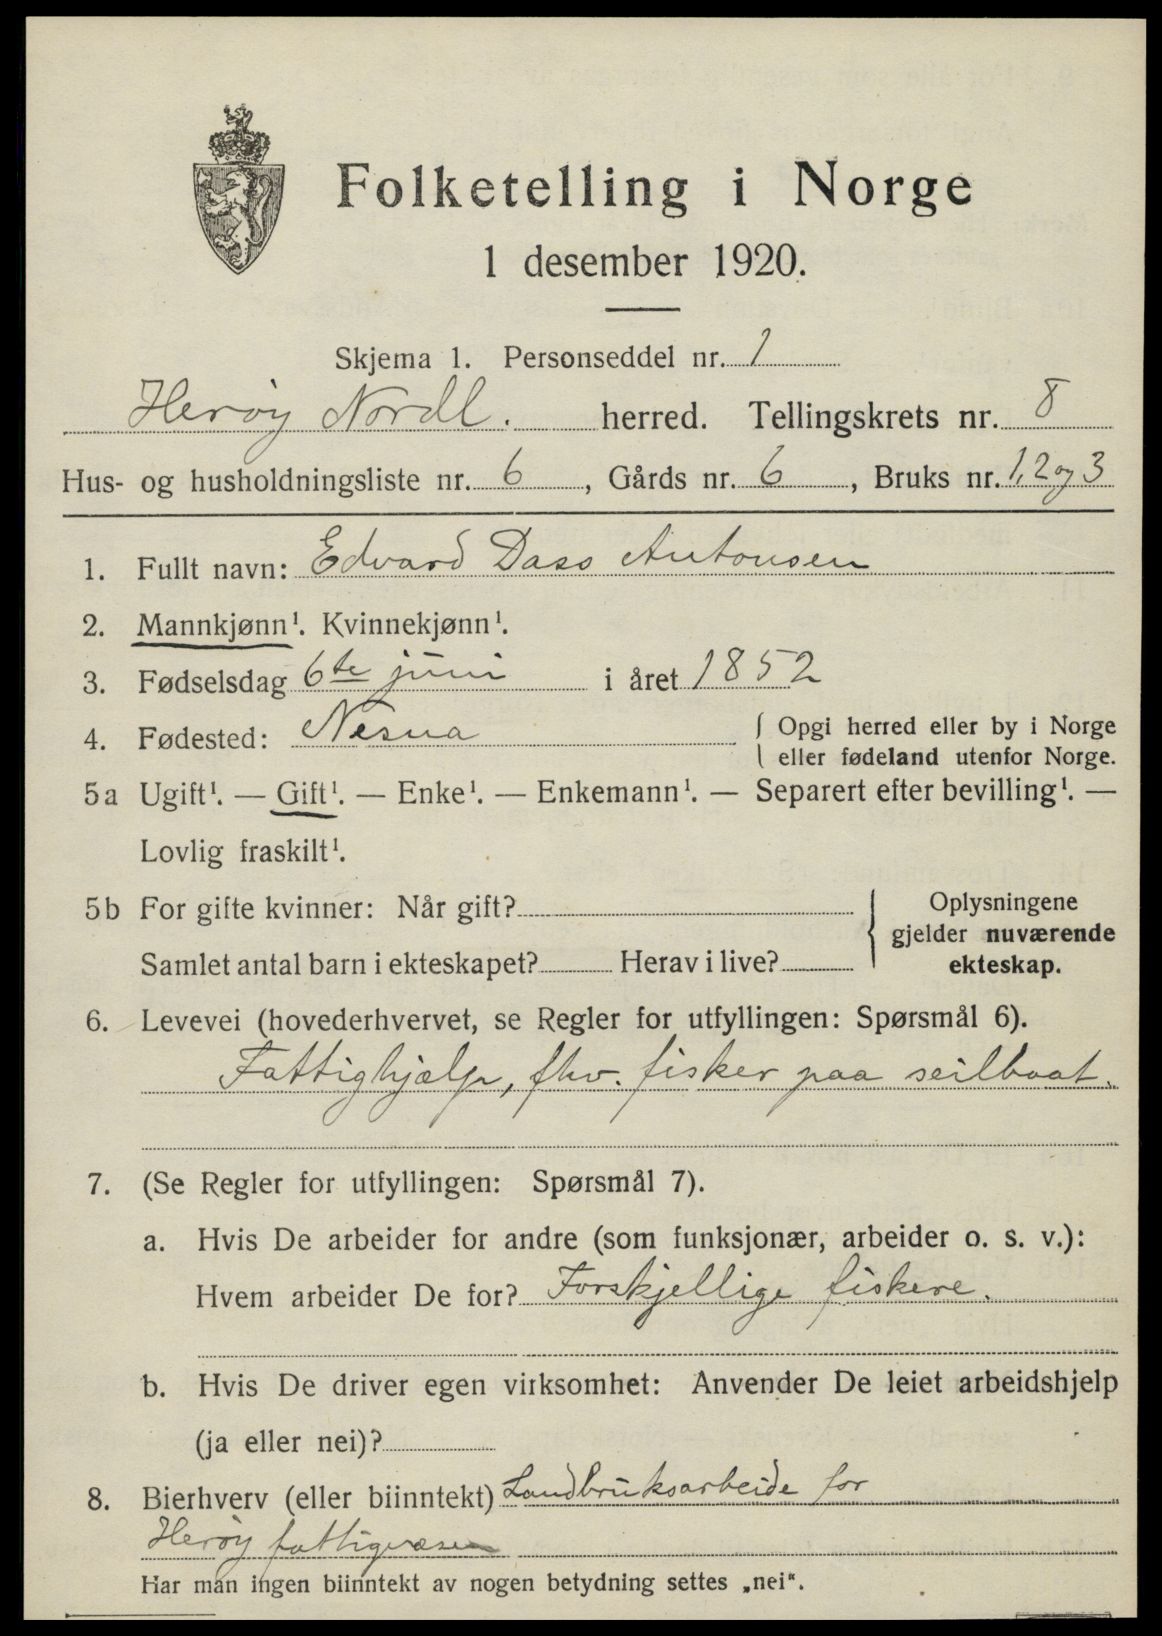 Folketelling i Norge
1 desember 1920.
Skjema 1. Personseddel nr. 1
Herøy Nordl. herred. Tellingskrets nr. 8
Hus- og husholdningsliste nr. 6, Gårds nr. 6, Bruks nr. 1, 2 og 3
1. Fullt navn: Edvard Dass Antonsen
2. Mannkjønn¹. Kvinnekjønn¹.
3. Fødselsdag 6te juni i året 1852
4. Fødested: Nesna { Opgi herred eller by i Norge
eller fødeland utenfor Norge.
5a Ugift¹. — Gift¹. — Enke¹. — Enkemann¹. — Separert efter bevilling¹. —
Lovlig fraskilt¹.
5b For gifte kvinner: Når gift? { Oplysningene
gjelder nuværende
Samlet antal barn i ekteskapet? Herav i live? ekteskap.
6. Levevei (hovederhvervet, se Regler for utfyllingen: Spørsmål 6).
Fattighjælp, fhv. fisker paa seilbaat.
7. (Se Regler for utfyllingen: Spørsmål 7).
a. Hvis De arbeider for andre (som funksjonær, arbeider o. s. v.):
Hvem arbeider De for? Forskjellige fiskere.
b. Hvis De driver egen virksomhet: Anvender De leiet arbeidshjelp
(ja eller nei)?
8. Bierhverv (eller biinntekt) Landbruksarbeide for
Herøy fattigvæsen
Har man ingen biinntekt av nogen betydning settes „nei“.